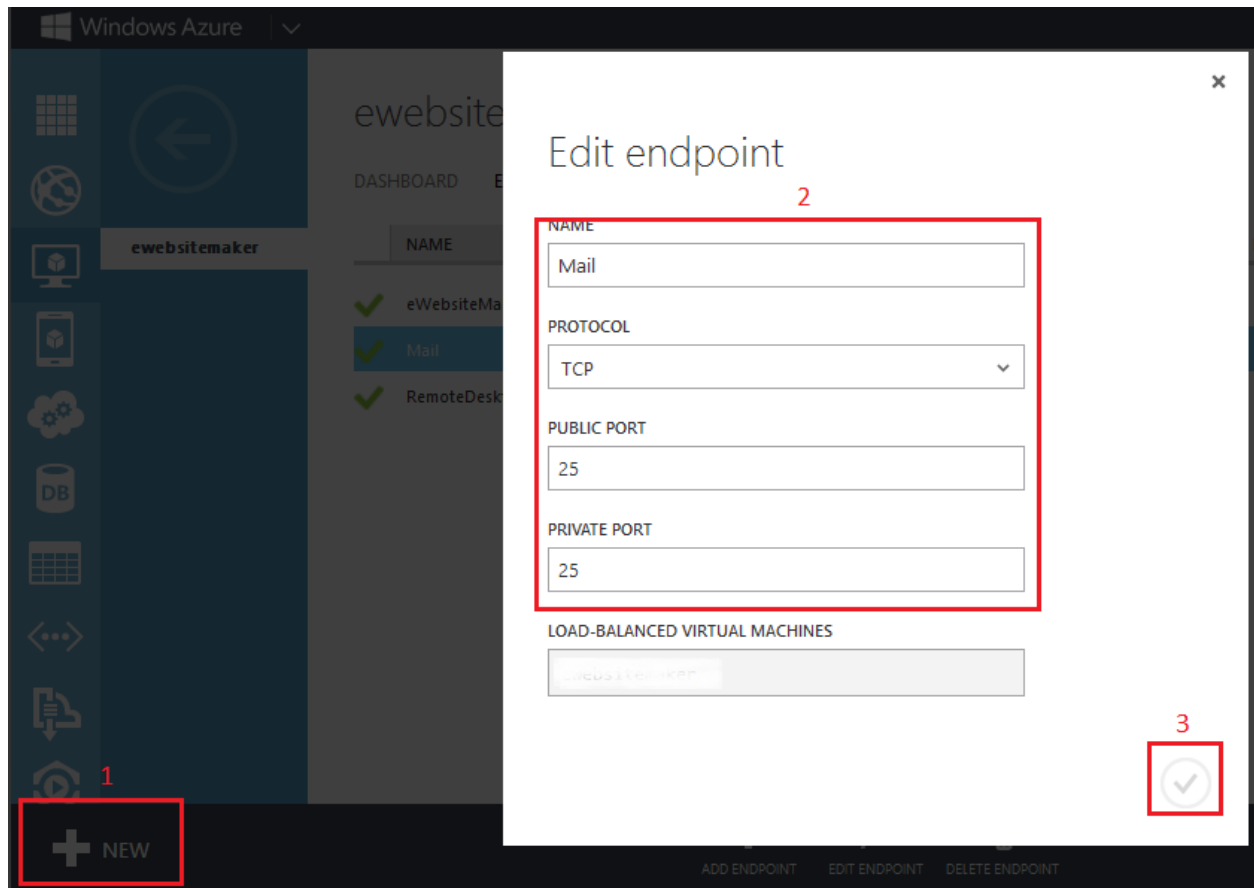 Windows Azure
ewebsite
Edit endpoint
DASHBOARD E
2
NAME
ewebsitemaker
NAME
Mail
eWebsiteMa
PROTOCOL
Mail
TCP
RemoteDesk
PUBLIC PORT
25
DB
PRIVATE PORT
25
LOAD-BALANCED VIRTUAL MACHINES
3
1
NEW
ADD ENDPOINT EDIT ENDPOINT DELETE ENDPOINT